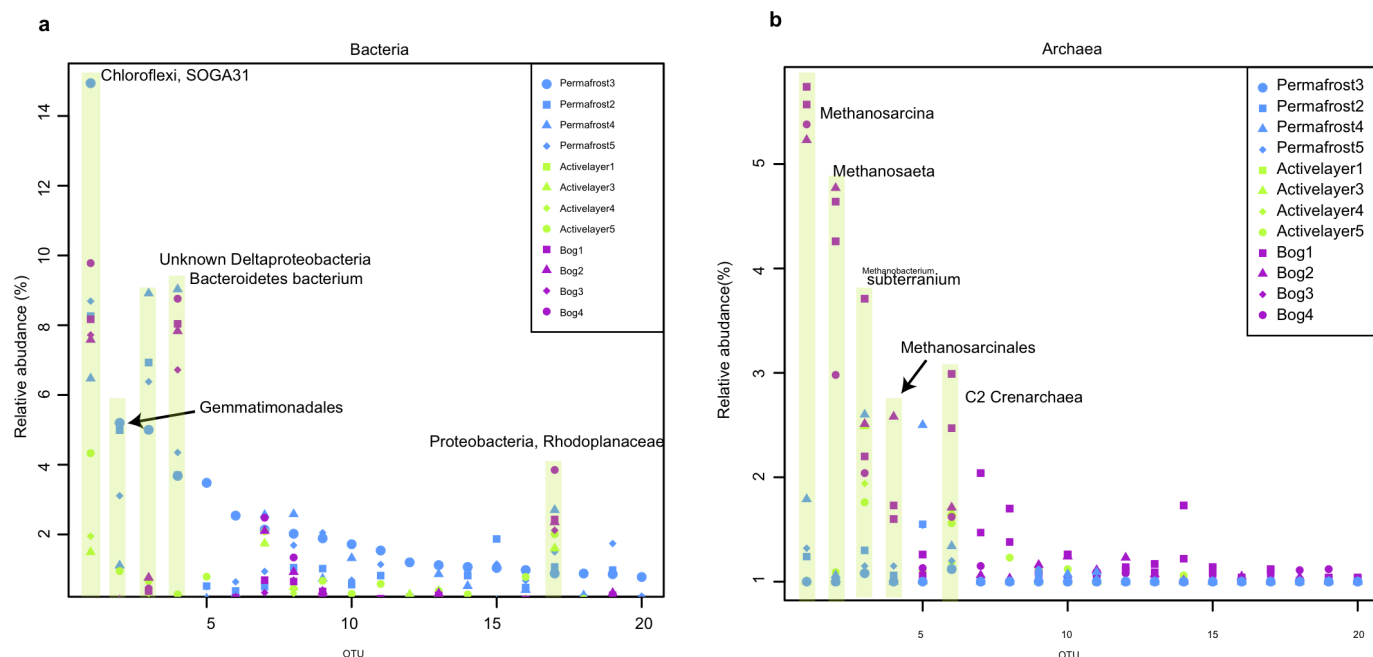 a
Bacteria
Chloroflexi, SOGA31
Unknown Deltaproteobacteria
Bacteroidetes bacterium
Gemmatimonadales
Proteobacteria, Rhodoplanaceae
Permafrost3
Permafrost2
Permafrost4
Permafrost5
Activelayer1
Activelayer3
Activelayer4
Activelayer5
Bog1
Bog2
Bog3
Bog4
Relative abudance (%)
14
12
10
8
6
4
2
5
10
15
20
OTU
b
Archaea
Methanosarcina
Methanosaeta
Methanobacterium
subterranium
Methanosarcinales
C2 Crenarchaea
Permafrost3
Permafrost2
Permafrost4
Permafrost5
Activelayer1
Activelayer3
Activelayer4
Activelayer5
Bog1
Bog2
Bog3
Bog4
Relative abudance(%)
5
4
3
2
1
5
10
15
20
OTU